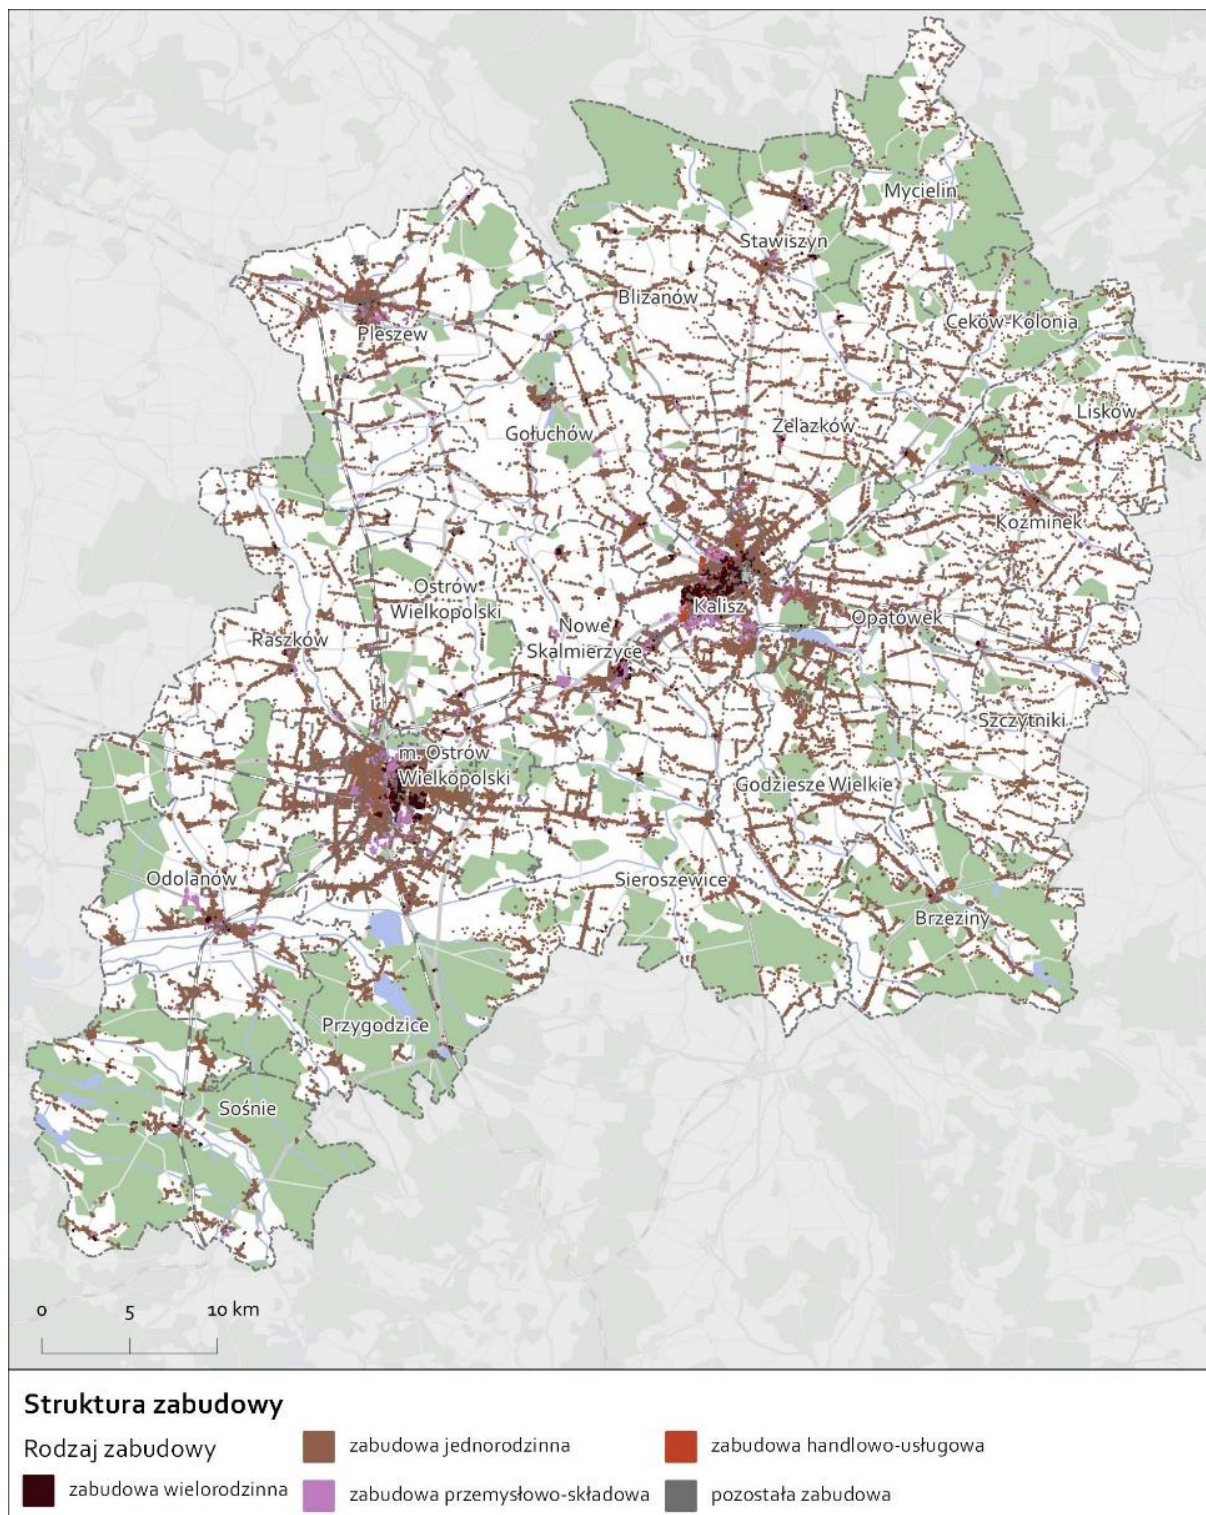 Mycielin
Stawiszyn
Blizanów
Ceków-Kolonia
Pleszew
Lisków
Żelazków
Gołuchów
Koźminek
Ostrów
Wielkopolski
Kalisz
Opatówek
Nowe
Skalmierzyce
Raszków
Szczytniki
m. Ostrów
Wielkopolski
Godziesze Wielkie
Odolanów
Sieroszewice
Brzeziny
Przygodzice
Sośnie
0 5 10 km
Struktura zabudowy
Rodzaj zabudowy
zabudowa wielorodzinna
zabudowa jednorodzinna
zabudowa przemysłowo-składowa
zabudowa handlowo-usługowa
pozostała zabudowa